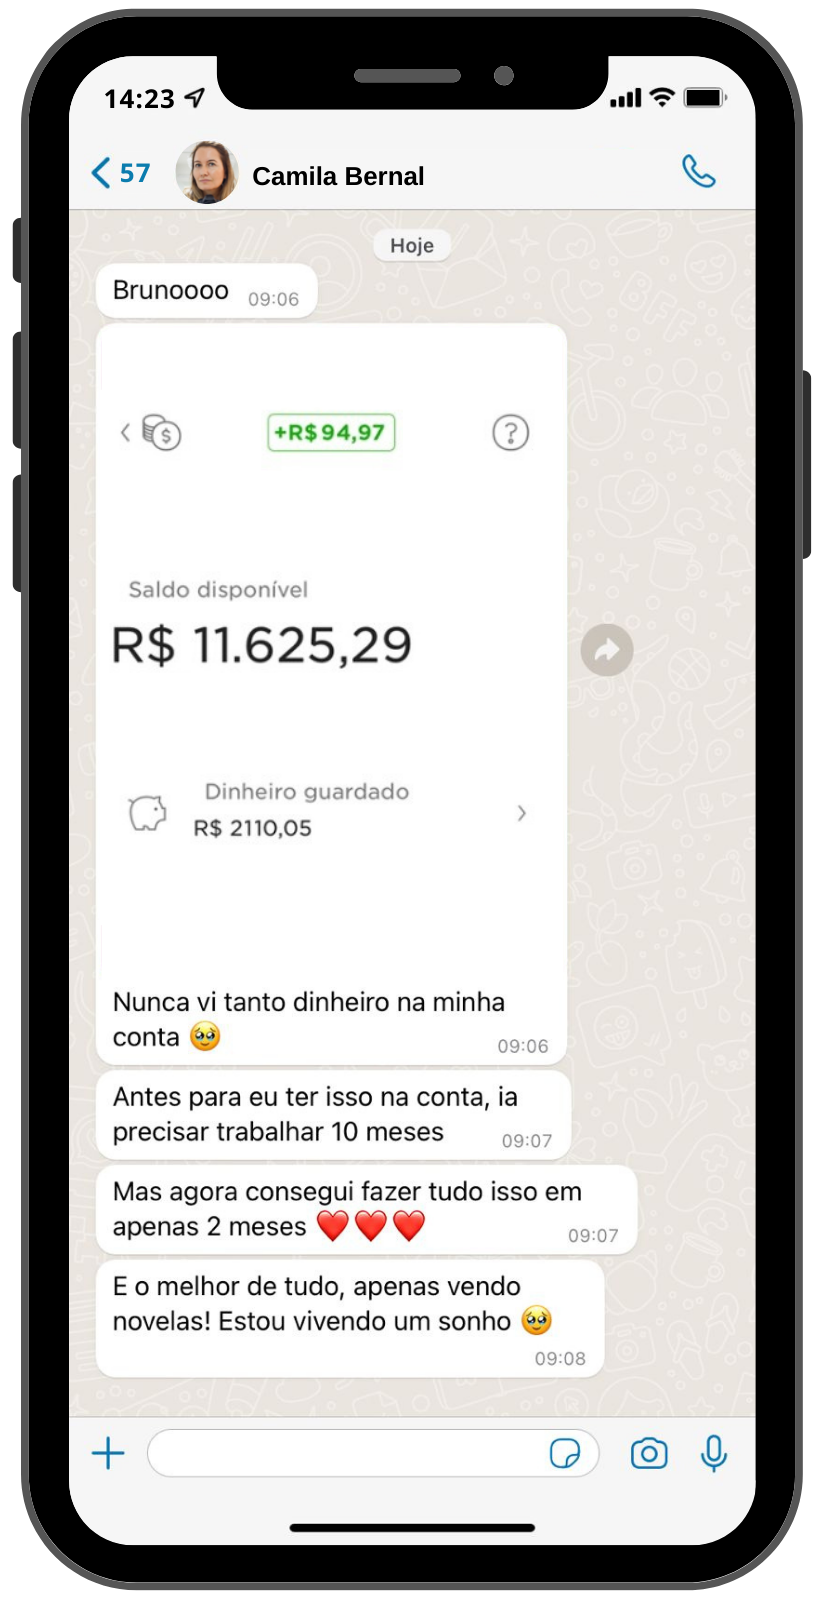 14:23
57
Camila Bernal
Hoje
Brunoooo 09:06
+R$ 94,97
Saldo disponível
R$ 11.625,29
Dinheiro guardado
R$ 2110,05
Nunca vi tanto dinheiro na minha
conta 🥹
09:06
Antes para eu ter isso na conta, ia
precisar trabalhar 10 meses 09:07
Mas agora consegui fazer tudo isso em
apenas 2 meses ❤️❤️❤️
09:07
E o melhor de tudo, apenas vendo
novelas! Estou vivendo um sonho 🥹
09:08